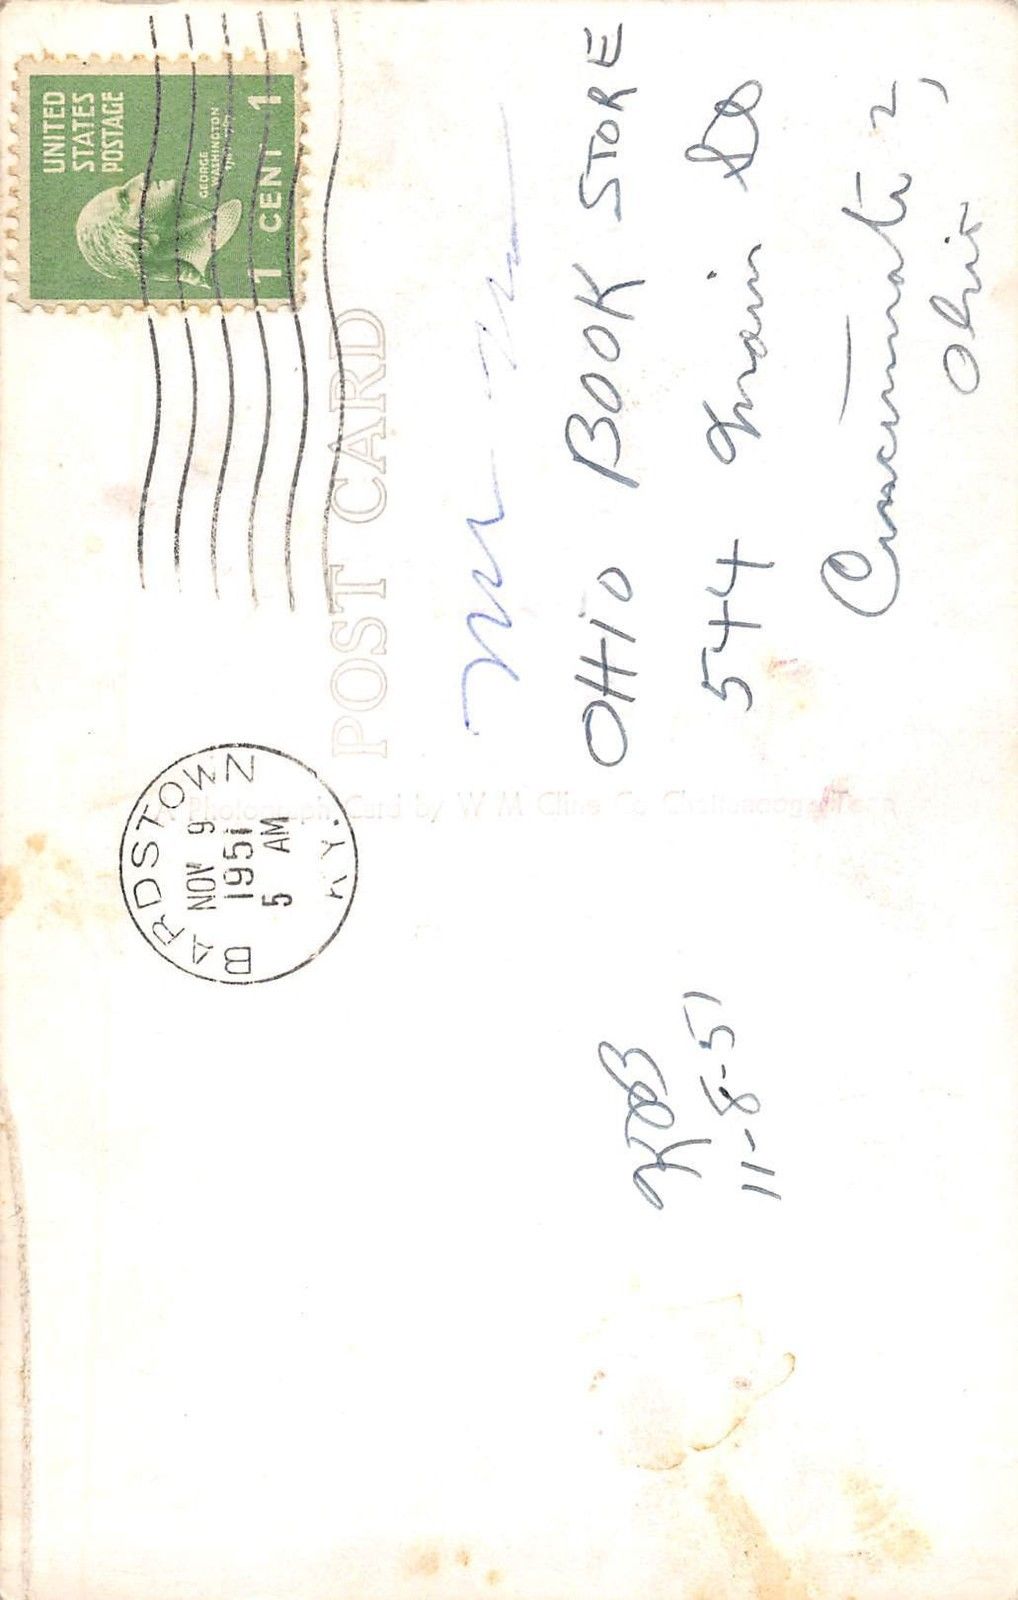 UNITED
STATES
POSTAGE
GEORGE
WASHINGTON
1 CENT 1
BARDSTOWN
NOV 9
1951
5 AM
KY.
POST CARD
OHIO BOOK STORE
544 Main St
Cincinnati 2,
Ohio
A Photograph Card by W M Cline Co Chattanooga Tenn
11-8-51